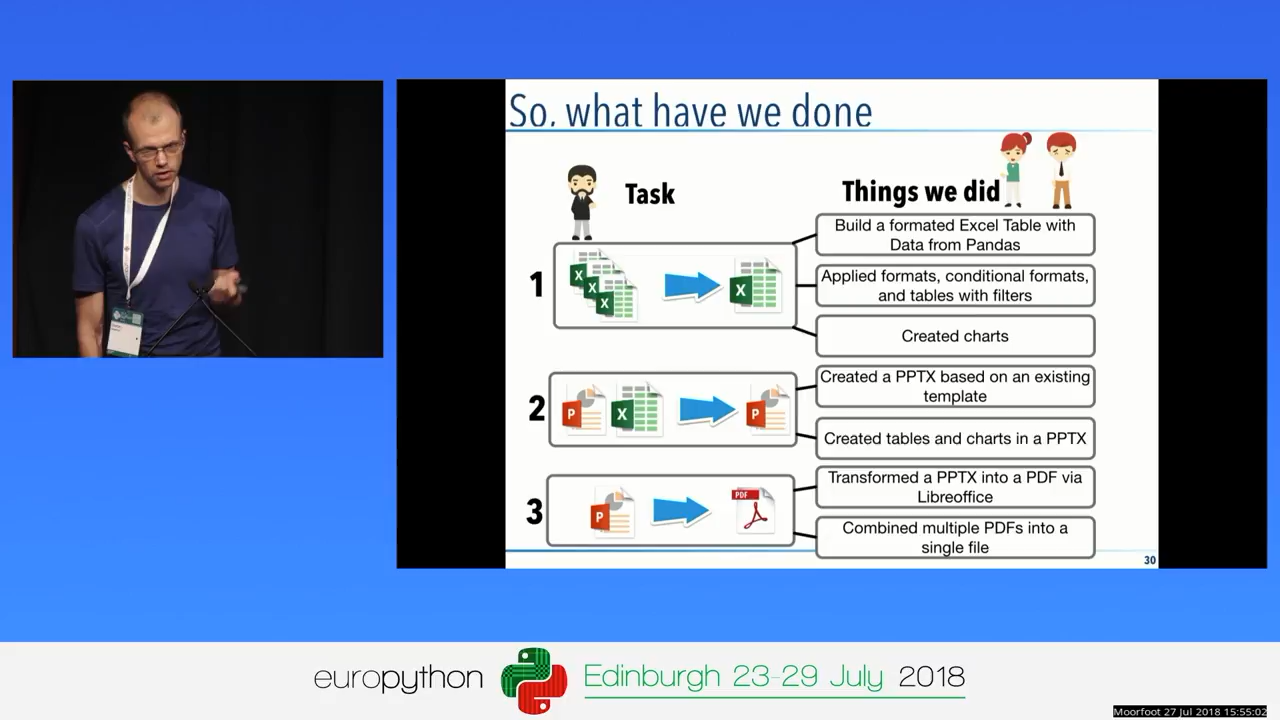 So, what have we done
Task
Things we did
1
Build a formated Excel Table with
Data from Pandas
Applied formats, conditional formats,
and tables with filters
Created charts
2
Created a PPTX based on an existing
template
Created tables and charts in a PPTX
3
PDF
Transformed a PPTX into a PDF via
Libreoffice
Combined multiple PDFs into a
single file
30
europython
Edinburgh 23-29 July 2018
Moorfoot 27 Jul 2018 15:55:02